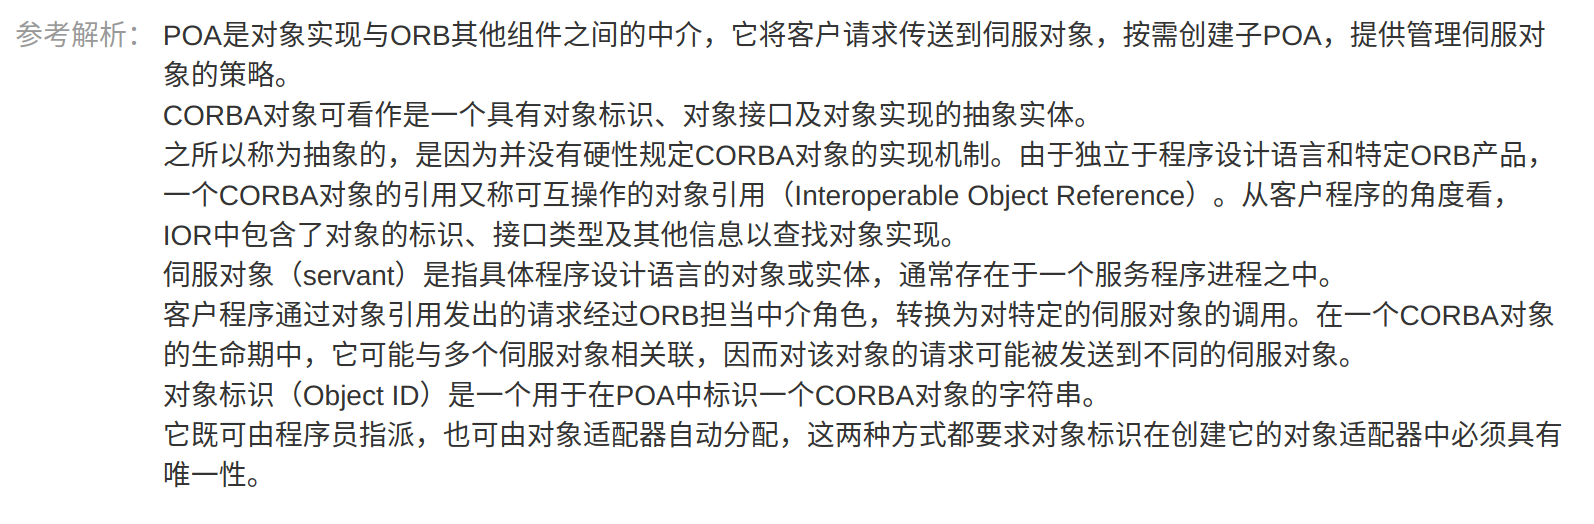 参考解析： POA是对象实现与ORB其他组件之间的中介，它将客户请求传送到伺服对象，按需创建子POA，提供管理伺服对
象的策略。
CORBA对象可看作是一个具有对象标识、对象接口及对象实现的抽象实体。
之所以称为抽象的，是因为并没有硬性规定CORBA对象的实现机制。由于独立于程序设计语言和特定ORB产品，
一个CORBA对象的引用又称可互操作的对象引用（Interoperable Object Reference）。从客户程序的角度看，
IOR中包含了对象的标识、接口类型及其他信息以查找对象实现。
伺服对象（servant）是指具体程序设计语言的对象或实体，通常存在于一个服务程序进程之中。
客户程序通过对象引用发出的请求经过ORB担当中介角色，转换为对特定的伺服对象的调用。在一个CORBA对象
的生命期中，它可能与多个伺服对象相关联，因而对该对象的请求可能被发送到不同的伺服对象。
对象标识（Object ID）是一个用于在POA中标识一个CORBA对象的字符串。
它既可由程序员指派，也可由对象适配器自动分配，这两种方式都要求对象标识在创建它的对象适配器中必须具有
唯一性。